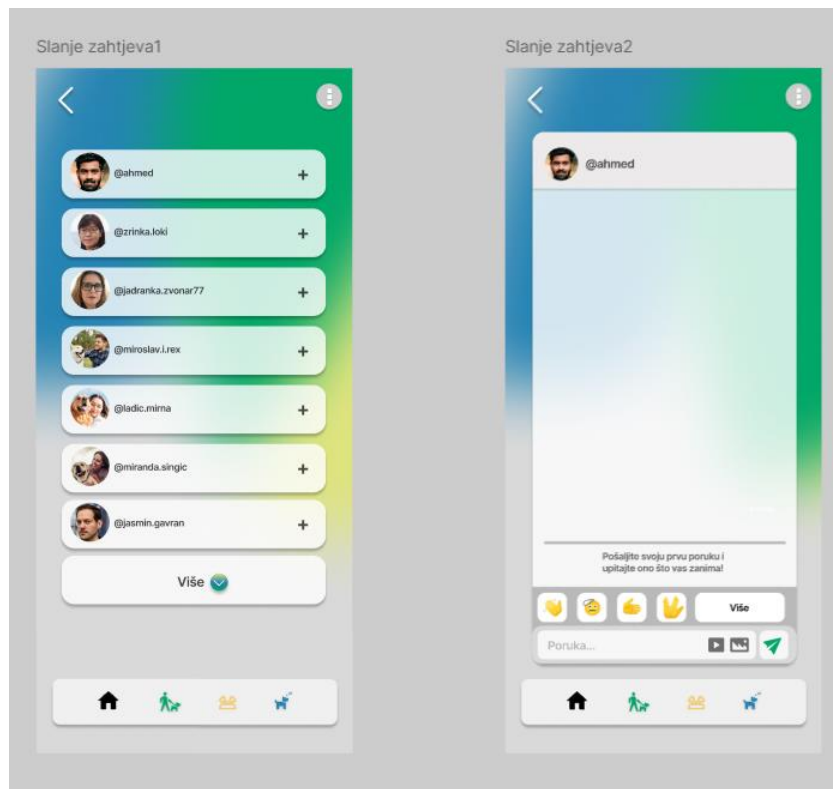 Slanje zahtjeva1
@ahmed
@zrinka.loki
@jadranka.zvonar77
@miroslav.i.rex
@ladic.mirna
@miranda.singic
@jasmin.gavran
Više
Slanje zahtjeva2
@ahmed
Pošaljite svoju prvu poruku i
upitajte ono što vas zanima!
Više
Poruka...